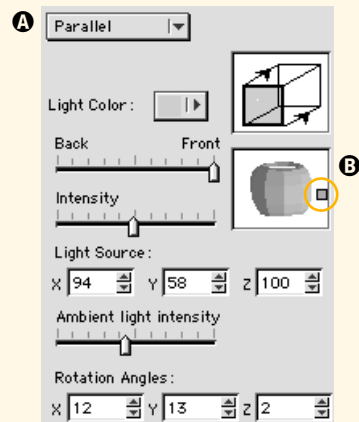 A
Parallel
Light Color:
Back Front
B
Intensity
Light Source:
X 94 Y 58 Z 100
Ambient light intensity
Rotation Angles:
X 12 Y 13 Z 2